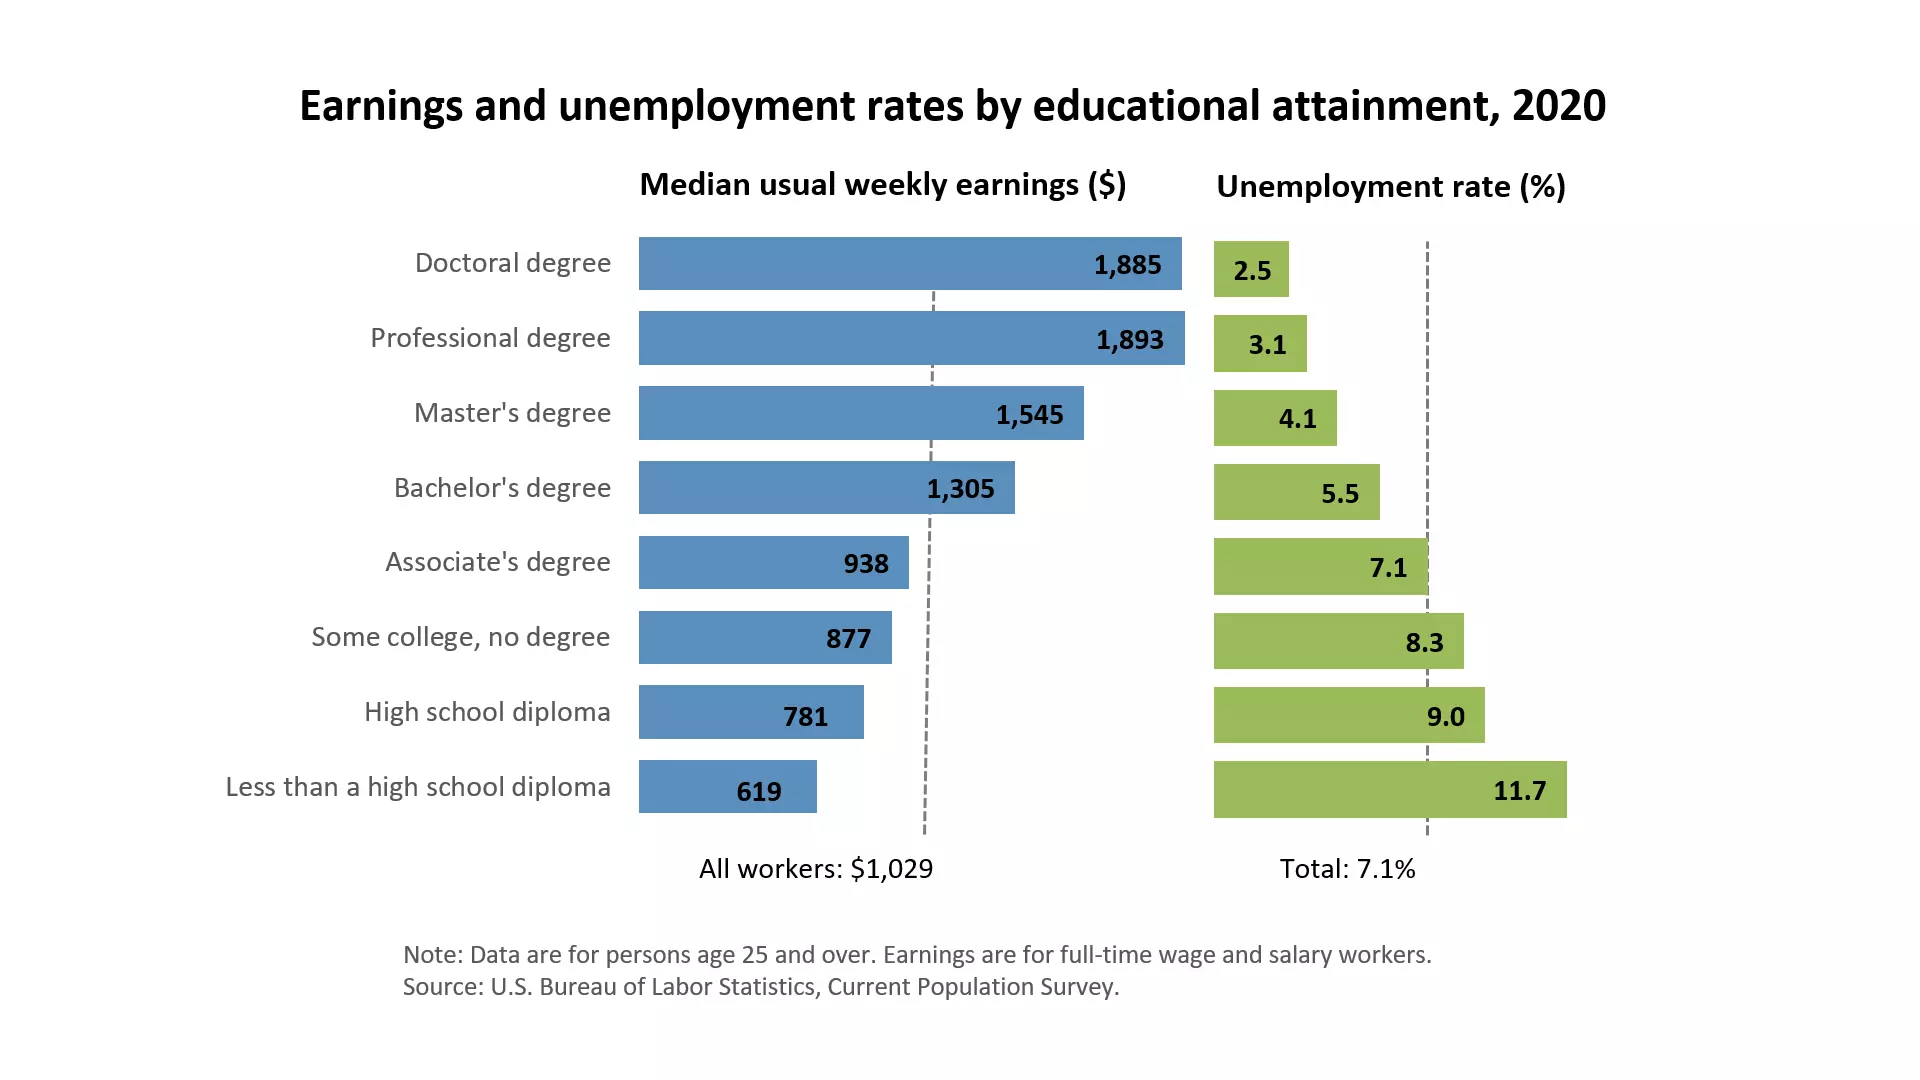 Earnings and unemployment rates by educational attainment, 2020
Median usual weekly earnings ($)
Unemployment rate (%)
Doctoral degree 1,885 2.5
Professional degree 1,893 3.1
Master's degree 1,545 4.1
Bachelor's degree 1,305 5.5
Associate's degree 938 7.1
Some college, no degree 877 8.3
High school diploma 781 9.0
Less than a high school diploma 619 11.7
All workers: $1,029
Total: 7.1%
Note: Data are for persons age 25 and over. Earnings are for full-time wage and salary workers.
Source: U.S. Bureau of Labor Statistics, Current Population Survey.